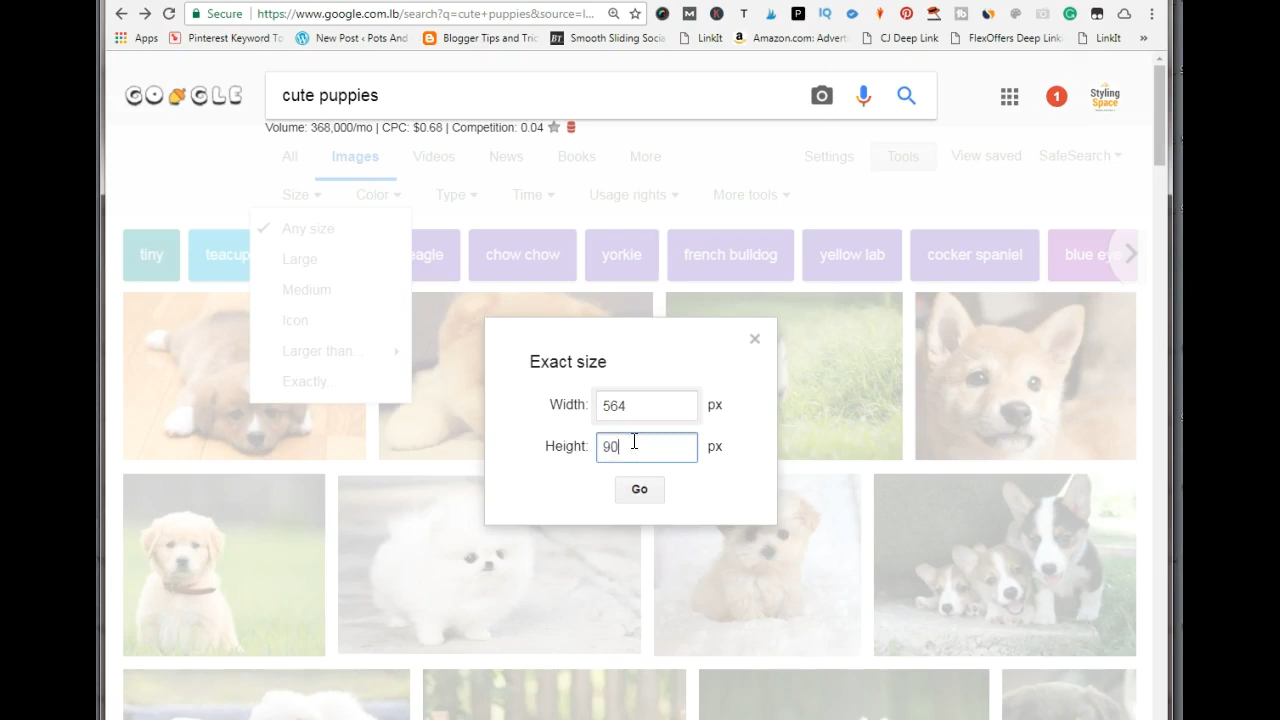 Secure https://www.google.com.lb/search?q=cute+puppies&source=l...
Apps Pinterest Keyword To New Post ‹ Pots And Blogger Tips and Tric Smooth Sliding Socia LinkIt Amazon.com: Advert CJ Deep Link FlexOffers Deep Link LinkIt »
GOOGLE cute puppies 1 Styling Space
Volume: 368,000/mo | CPC: $0.68 | Competition: 0.04
All Images Videos News Books More Settings Tools View saved SafeSearch
Size Color Type Time Usage rights More tools
Any size
tiny teacup eagle chow chow yorkie french bulldog yellow lab cocker spaniel blue eye
Large
Medium
Icon
Larger than...
Exactly...
Exact size
Width: 564 px
Height: 90 px
Go